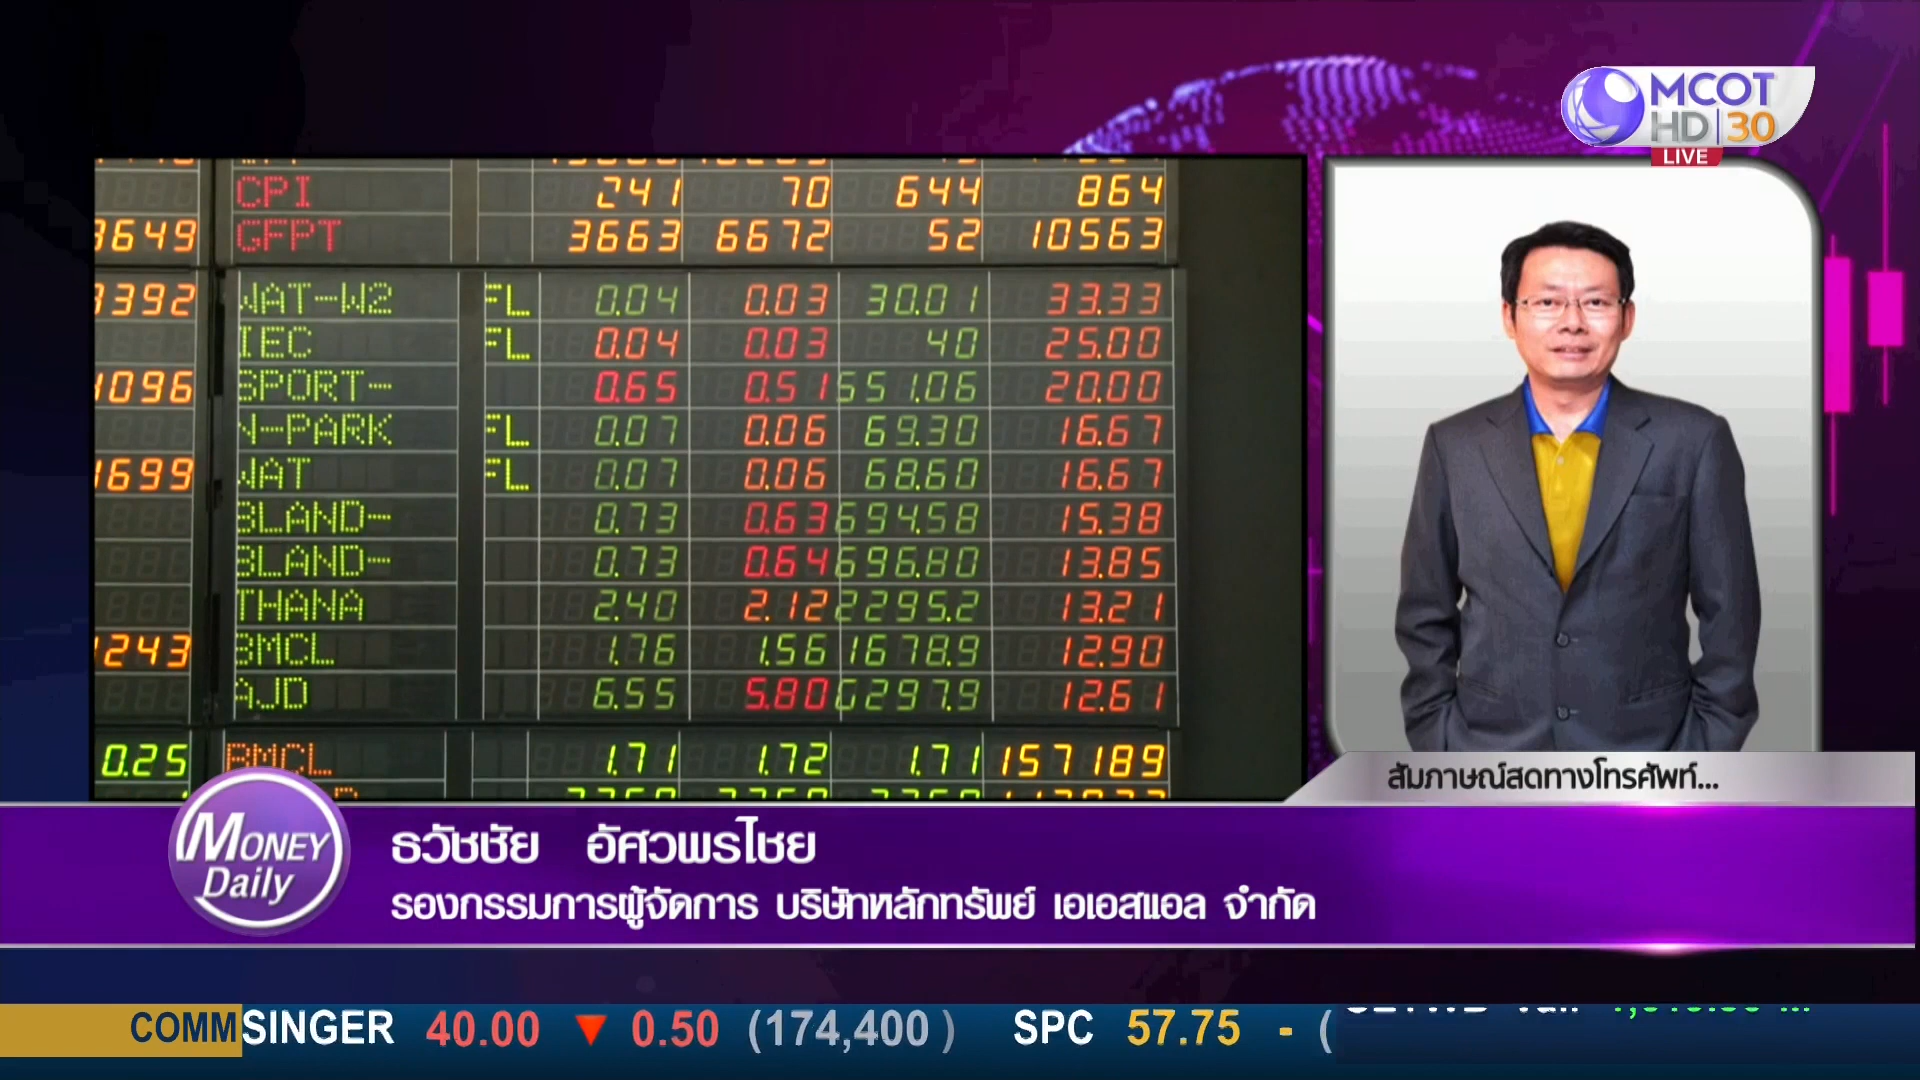 MCOT
HD 30
LIVE
CPI 241 70 644 864
3649 GFPT 3663 6672 52 10563
3392 WAT-W2 FL 0.04 0.03 30.01 33.33
IEC FL 0.04 0.03 40 25.00
1096 SPORT- 0.65 0.51 551.06 20.00
N-PARK FL 0.07 0.06 69.30 16.67
1699 WAT FL 0.07 0.06 68.60 16.67
BLAND- 0.73 0.63 694.58 15.38
BLAND- 0.73 0.64 696.80 13.85
THANA 2.40 2.12 2295.2 13.21
1243 BMCL 1.76 1.56 1678.9 12.90
AJD 6.55 5.80 297.9 12.61
0.25 BMCL 1.71 1.72 1.71 157189
สัมภาษณ์สดทางโทรศัพท์...
MONEY
Daily
ธวัชชัย อัศวพรไชย
รองกรรมการผู้จัดการ บริษัทหลักทรัพย์ เอเอสแอล จำกัด
COMM SINGER 40.00 ▼ 0.50 (174,400 ) SPC 57.75 - (